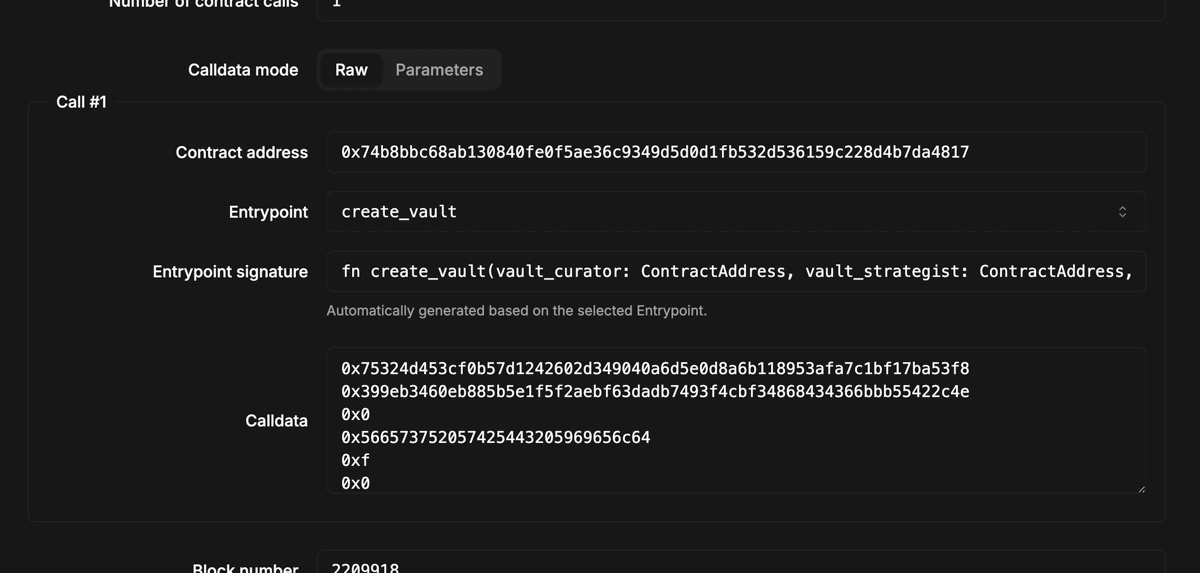 Number of contract calls 1
Calldata mode Raw Parameters
Call #1
Contract address 0x74b8bbc68ab130840fe0f5ae36c9349d5d0d1fb532d536159c228d4b7da4817
Entrypoint create_vault
Entrypoint signature fn create_vault(vault_curator: ContractAddress, vault_strategist: ContractAddress,
Automatically generated based on the selected Entrypoint.
Calldata
0x75324d453cf0b57d1242602d349040a6d5e0d8a6b118953afa7c1bf17ba53f8
0x399eb3460eb885b5e1f5f2aebf63dadb7493f4cbf34868434366bbb55422c4e
0x0
0x566573752057425443205969656c64
0xf
0x0
Block number 2209918